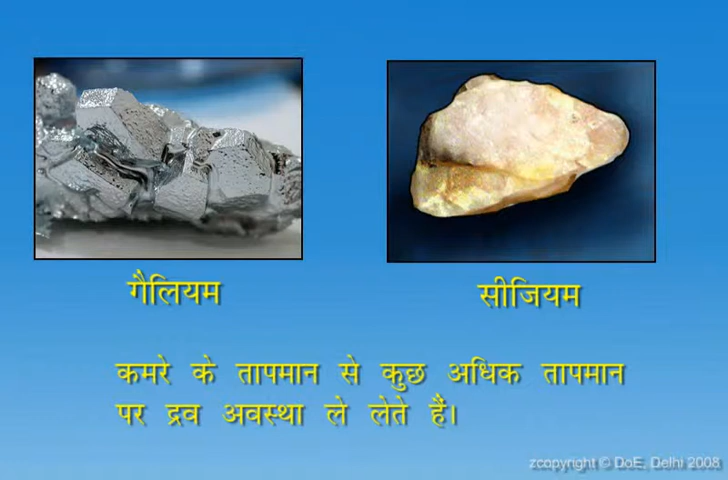 गैलियम
सीजियम
कमरे के तापमान से कुछ अधिक तापमान
पर द्रव अवस्था ले लेते हैं।
zcopyright © DoE, Delhi 2008